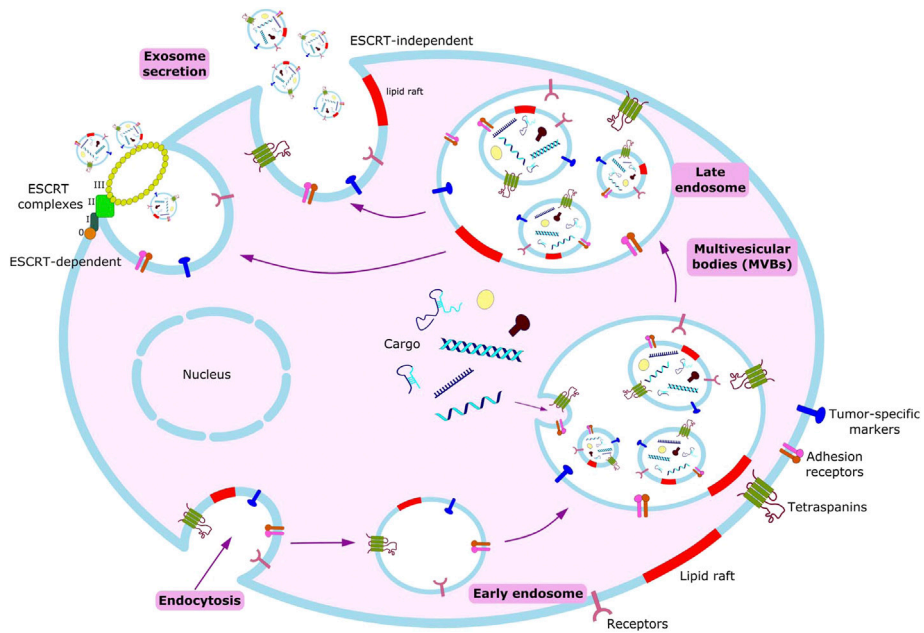 Exosome
secretion
ESCRT-independent
lipid raft
ESCRT
complexes
III
II
I
0
ESCRT-dependent
Late
endosome
Multivesicular
bodies (MVBs)
Cargo
Nucleus
Tumor-specific
markers
Adhesion
receptors
Tetraspanins
Lipid raft
Endocytosis
Early endosome
Receptors